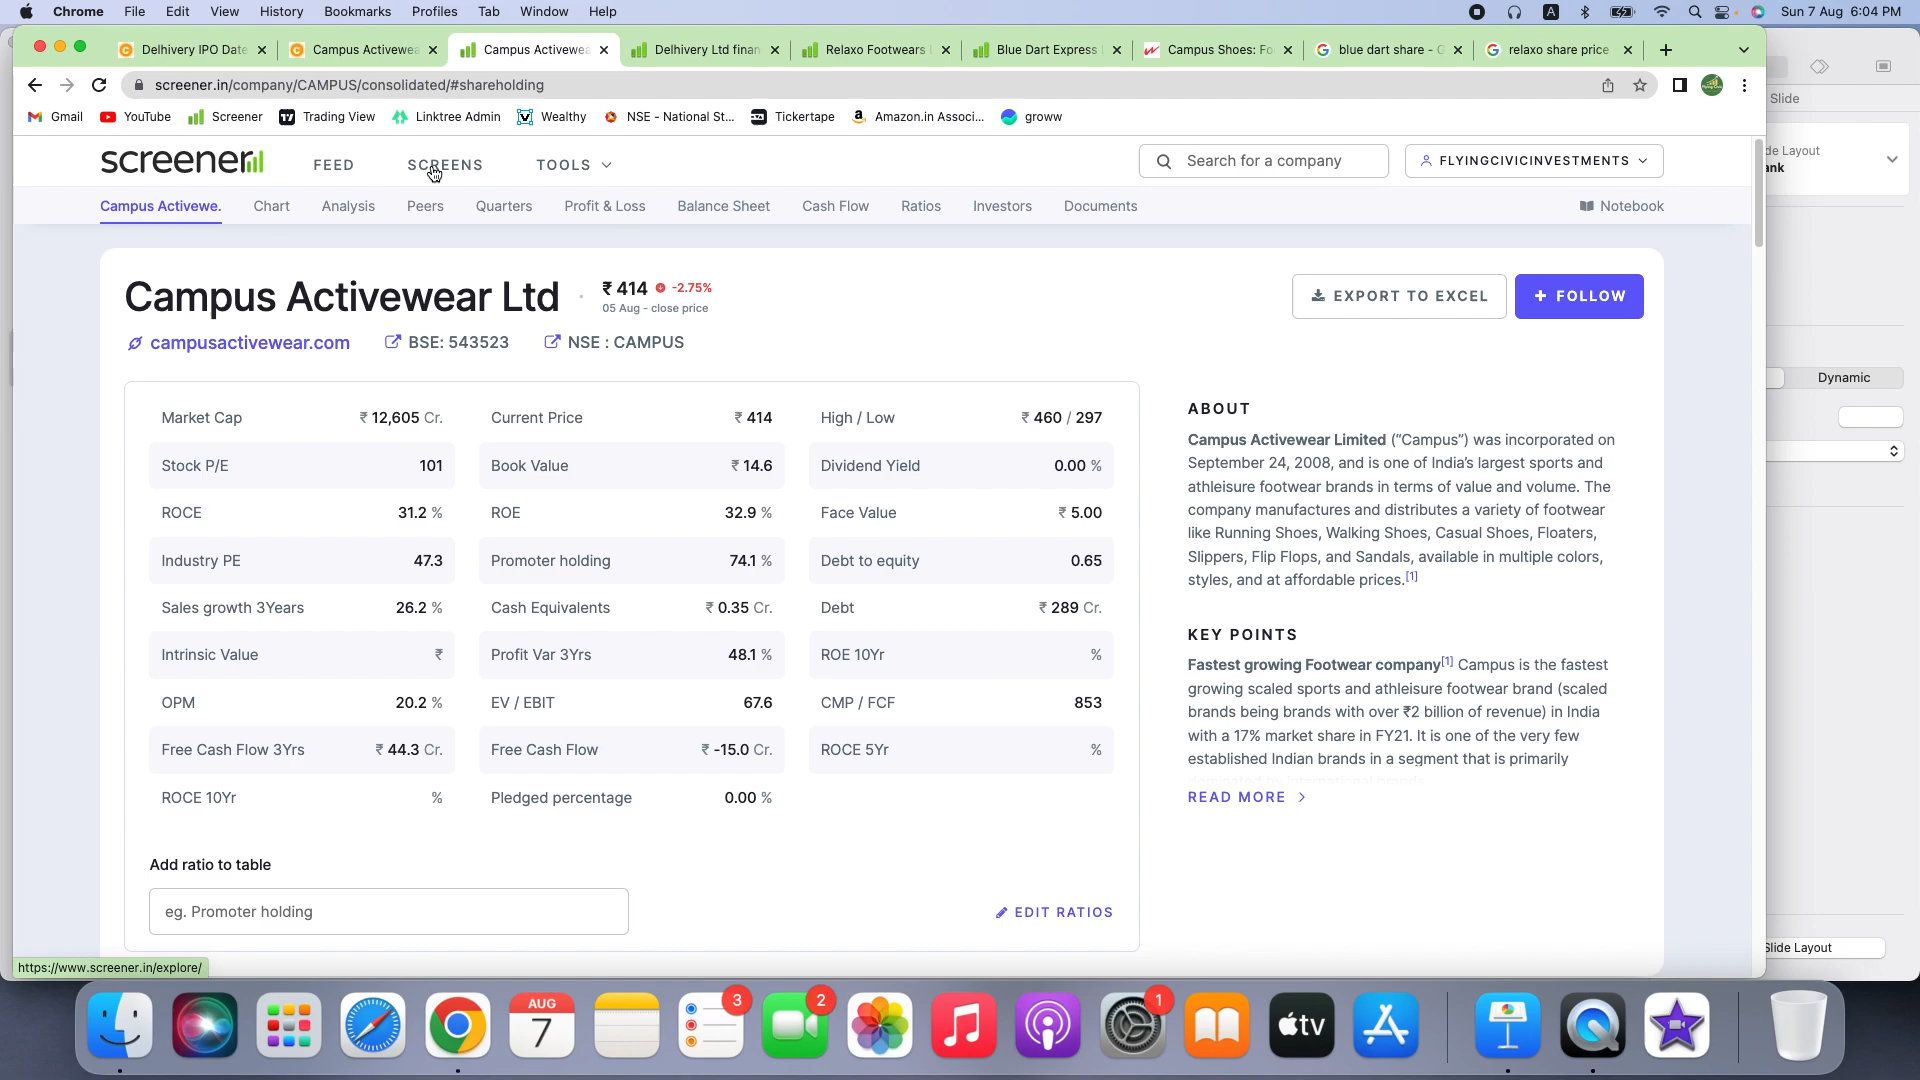 Chrome File Edit View History Bookmarks Profiles Tab Window Help
A Sun 7 Aug 6:04 PM
Delhivery IPO Date Campus Activewea Campus Activewea Delhivery Ltd finan Relaxo Footwears Blue Dart Express Campus Shoes: Fo blue dart share - G relaxo share price
screener.in/company/CAMPUS/consolidated/#shareholding
Gmail YouTube Screener Trading View Linktree Admin Wealthy NSE - National St... Tickertape Amazon.in Associ... groww
Slide
de Layout
ank
Dynamic
Slide Layout
screener FEED SCREENS TOOLS Search for a company FLYINGCIVICINVESTMENTS
Campus Activewe. Chart Analysis Peers Quarters Profit & Loss Balance Sheet Cash Flow Ratios Investors Documents Notebook
Campus Activewear Ltd ₹ 414 -2.75%
05 Aug - close price
EXPORT TO EXCEL + FOLLOW
campusactivewear.com BSE: 543523 NSE : CAMPUS
Market Cap ₹ 12,605 Cr. Current Price ₹ 414 High / Low ₹ 460 / 297
Stock P/E 101 Book Value ₹ 14.6 Dividend Yield 0.00 %
ROCE 31.2 % ROE 32.9 % Face Value ₹ 5.00
Industry PE 47.3 Promoter holding 74.1 % Debt to equity 0.65
Sales growth 3Years 26.2 % Cash Equivalents ₹ 0.35 Cr. Debt ₹ 289 Cr.
Intrinsic Value ₹ Profit Var 3Yrs 48.1 % ROE 10Yr %
OPM 20.2 % EV / EBIT 67.6 CMP / FCF 853
Free Cash Flow 3Yrs ₹ 44.3 Cr. Free Cash Flow ₹ -15.0 Cr. ROCE 5Yr %
ROCE 10Yr % Pledged percentage 0.00 %
Add ratio to table
eg. Promoter holding
EDIT RATIOS
ABOUT
Campus Activewear Limited (“Campus”) was incorporated on
September 24, 2008, and is one of India’s largest sports and
athleisure footwear brands in terms of value and volume. The
company manufactures and distributes a variety of footwear
like Running Shoes, Walking Shoes, Casual Shoes, Floaters,
Slippers, Flip Flops, and Sandals, available in multiple colors,
styles, and at affordable prices.[1]
KEY POINTS
Fastest growing Footwear company[1] Campus is the fastest
growing scaled sports and athleisure footwear brand (scaled
brands being brands with over ₹2 billion of revenue) in India
with a 17% market share in FY21. It is one of the very few
established Indian brands in a segment that is primarily
dominated by international brands.
READ MORE
https://www.screener.in/explore/
AUG
7
3
2
1
tv